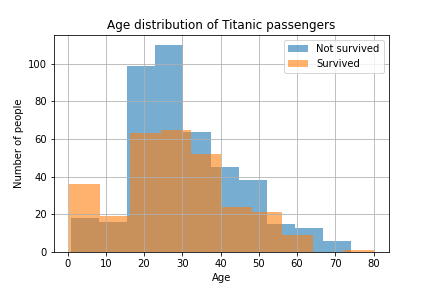 Age distribution of Titanic passengers
Not survived
Survived
Number of people
100
80
60
40
20
0
0 10 20 30 40 50 60 70 80
Age